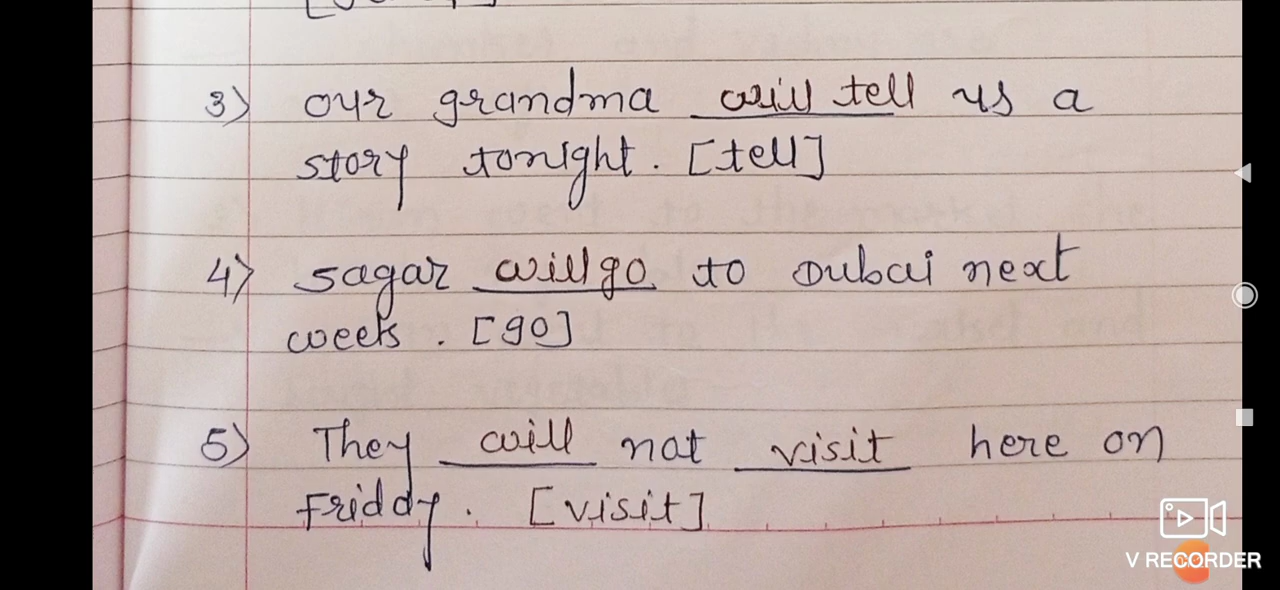 3) our grandma will tell us a
story tonight. [tell]
4) sagar will go to Dubai next
week. [go]
5) They will not visit here on
Friday. [visit]
V RECORDER